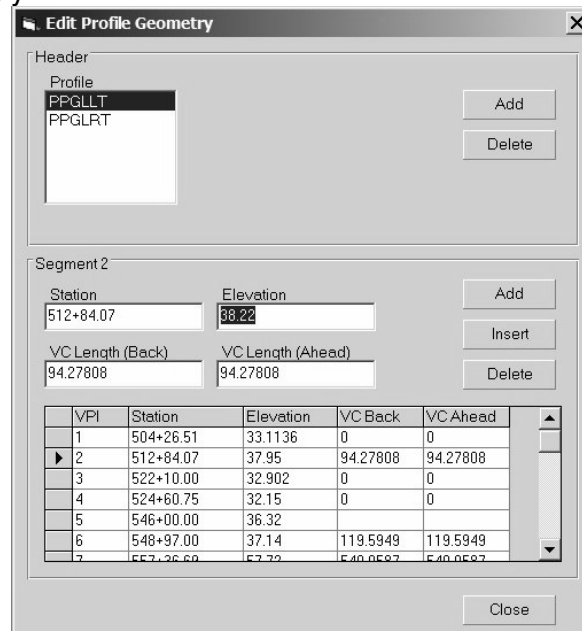 Edit Profile Geometry
Header
Profile
PPGLLT
PPGLRT
Add
Delete
Segment 2
Station Elevation
512+84.07 38.22
Add
Insert
VC Length (Back) VC Length (Ahead)
94.27808 94.27808
Delete
VPI Station Elevation VC Back VC Ahead
1 504+26.51 33.1136 0 0
2 512+84.07 37.95 94.27808 94.27808
3 522+10.00 32.902 0 0
4 524+60.75 32.15 0 0
5 546+00.00 36.32
6 548+97.00 37.14 119.5949 119.5949
Close